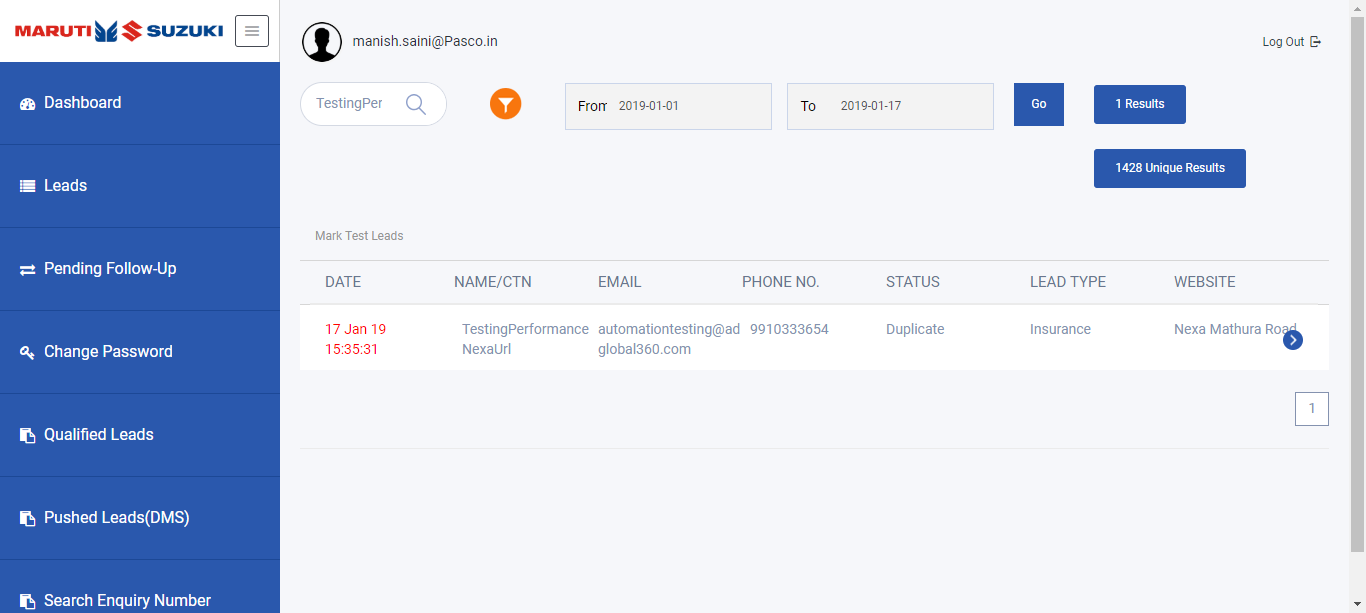 MARUTI SUZUKI
manish.saini@Pasco.in
Log Out
TestingPer
From 2019-01-01
To 2019-01-17
Go
1 Results
1428 Unique Results
Dashboard
Leads
Pending Follow-Up
Change Password
Qualified Leads
Pushed Leads(DMS)
Search Enquiry Number
Mark Test Leads
DATE NAME/CTN EMAIL PHONE NO. STATUS LEAD TYPE WEBSITE
17 Jan 19 TestingPerformance automationtesting@ad 9910333654 Duplicate Insurance Nexa Mathura Road
15:35:31 NexaUrl global360.com
1